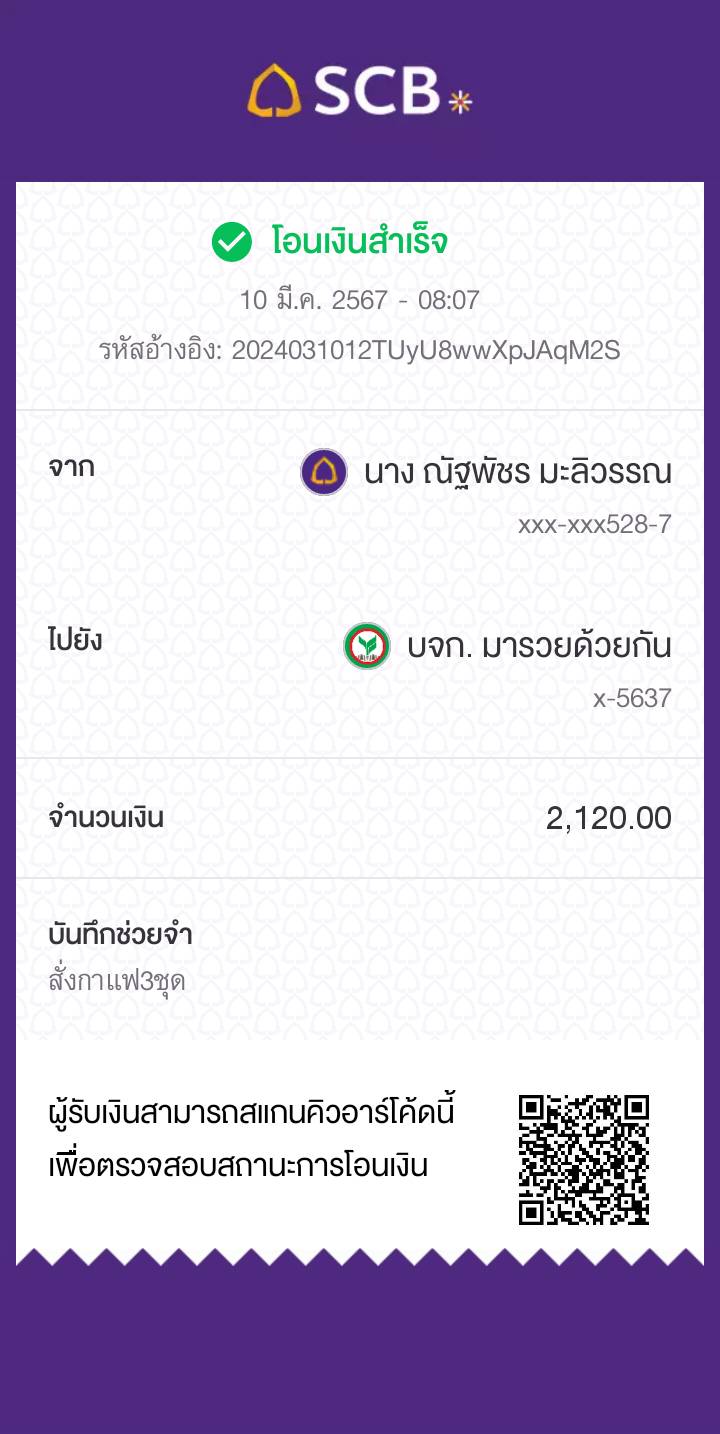 SCB
โอนเงินสำเร็จ
10 มี.ค. 2567 - 08:07
รหัสอ้างอิง: 2024031012TUyU8wwXpJAqM2S
จาก
นาง ณัฐพัชร มะลิวรรณ
xxx-xxx528-7
ไปยัง
บจก. มารวยด้วยกัน
x-5637
จำนวนเงิน 2,120.00
บันทึกช่วยจำ
สั่งกาแฟ3ชุด
ผู้รับเงินสามารถสแกนคิวอาร์โค้ดนี้
เพื่อตรวจสอบสถานะการโอนเงิน